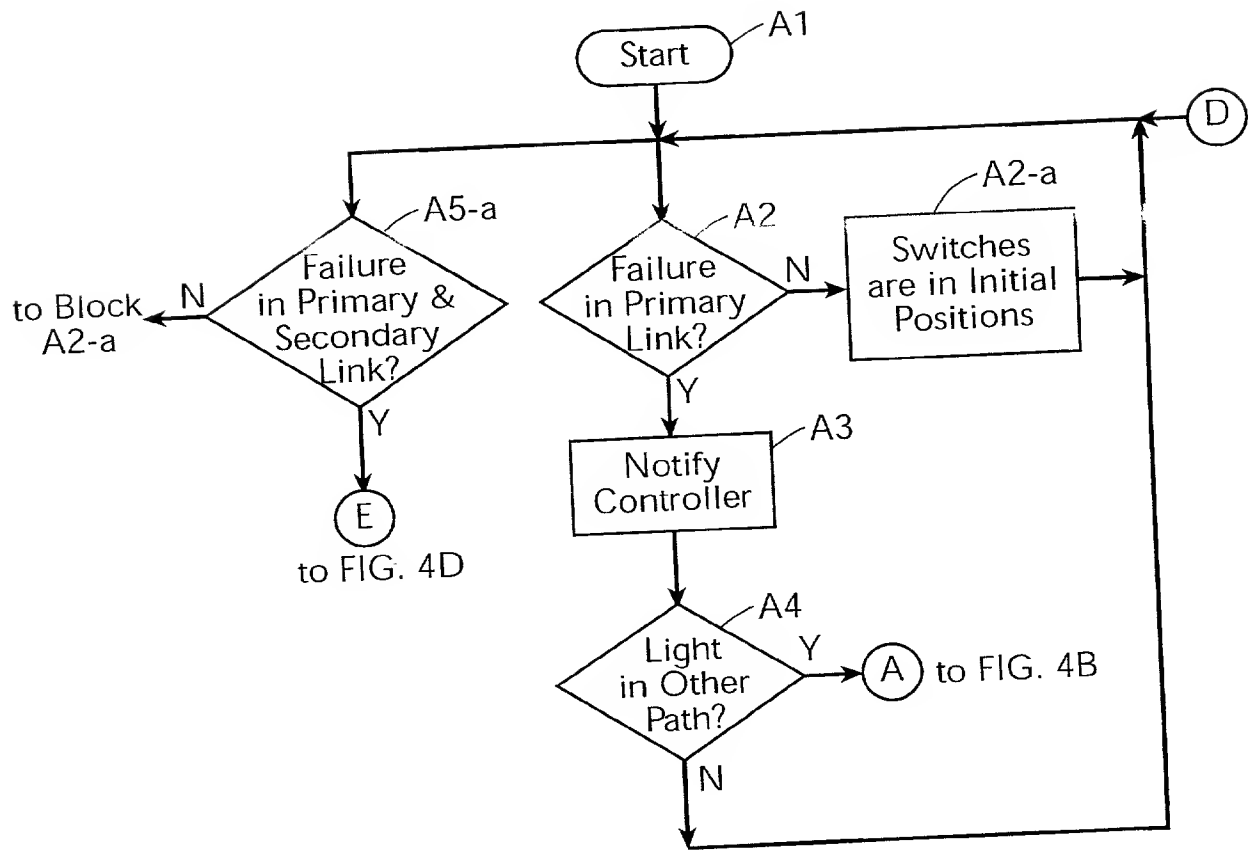 Start
A1
D
A5-a
A2
A2-a
Failure
in Primary &
Secondary
Link?
N
to Block
A2-a
Y
E
to FIG. 4D
Failure
in Primary
Link?
N
Switches
are in Initial
Positions
Y
A3
Notify
Controller
A4
Light
in Other
Path?
Y
A
to FIG. 4B
N